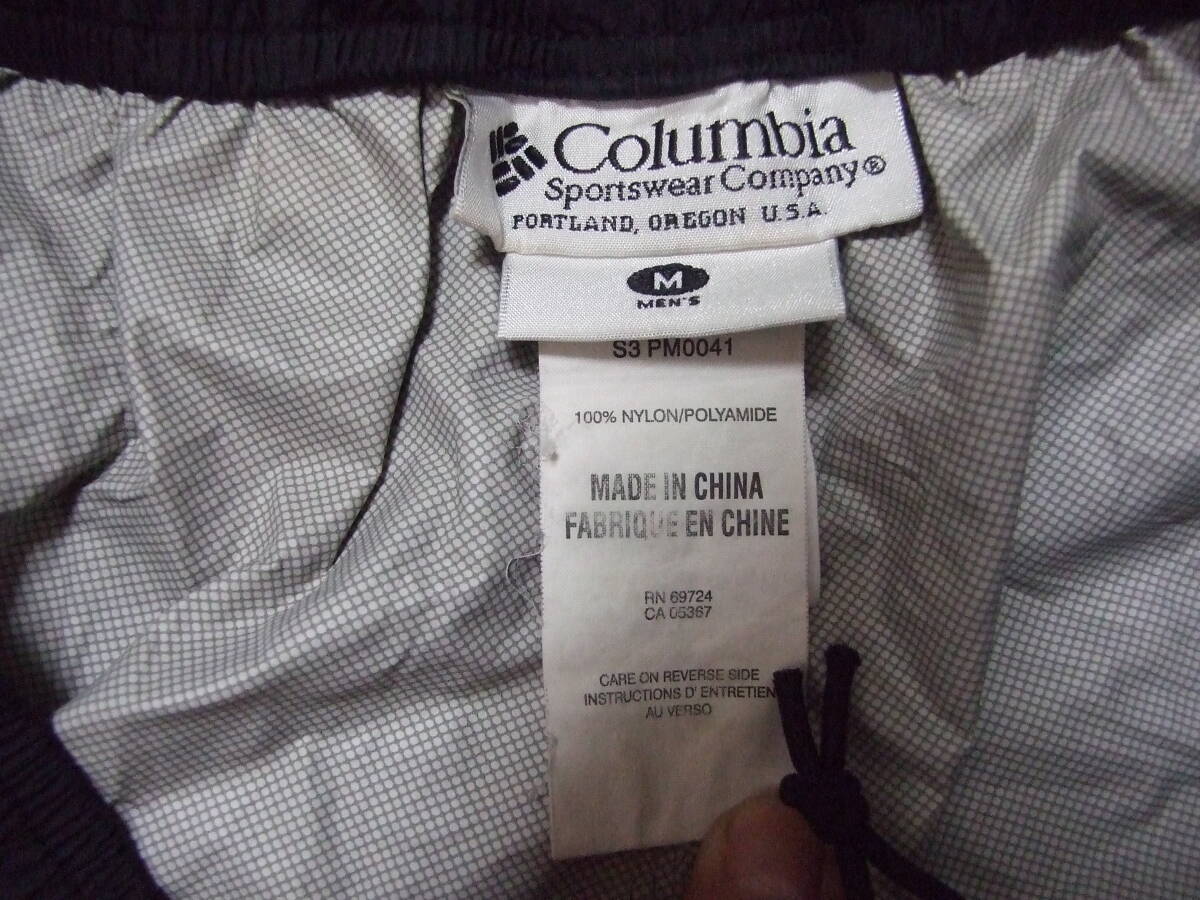 Columbia
Sportswear Company®
PORTLAND, OREGON U.S.A.
M
MEN'S
S3 PM0041
100% NYLON/POLYAMIDE
MADE IN CHINA
FABRIQUE EN CHINE
RN 69724
CA 05367
CARE ON REVERSE SIDE
INSTRUCTIONS D' ENTRETIEN
AU VERSO